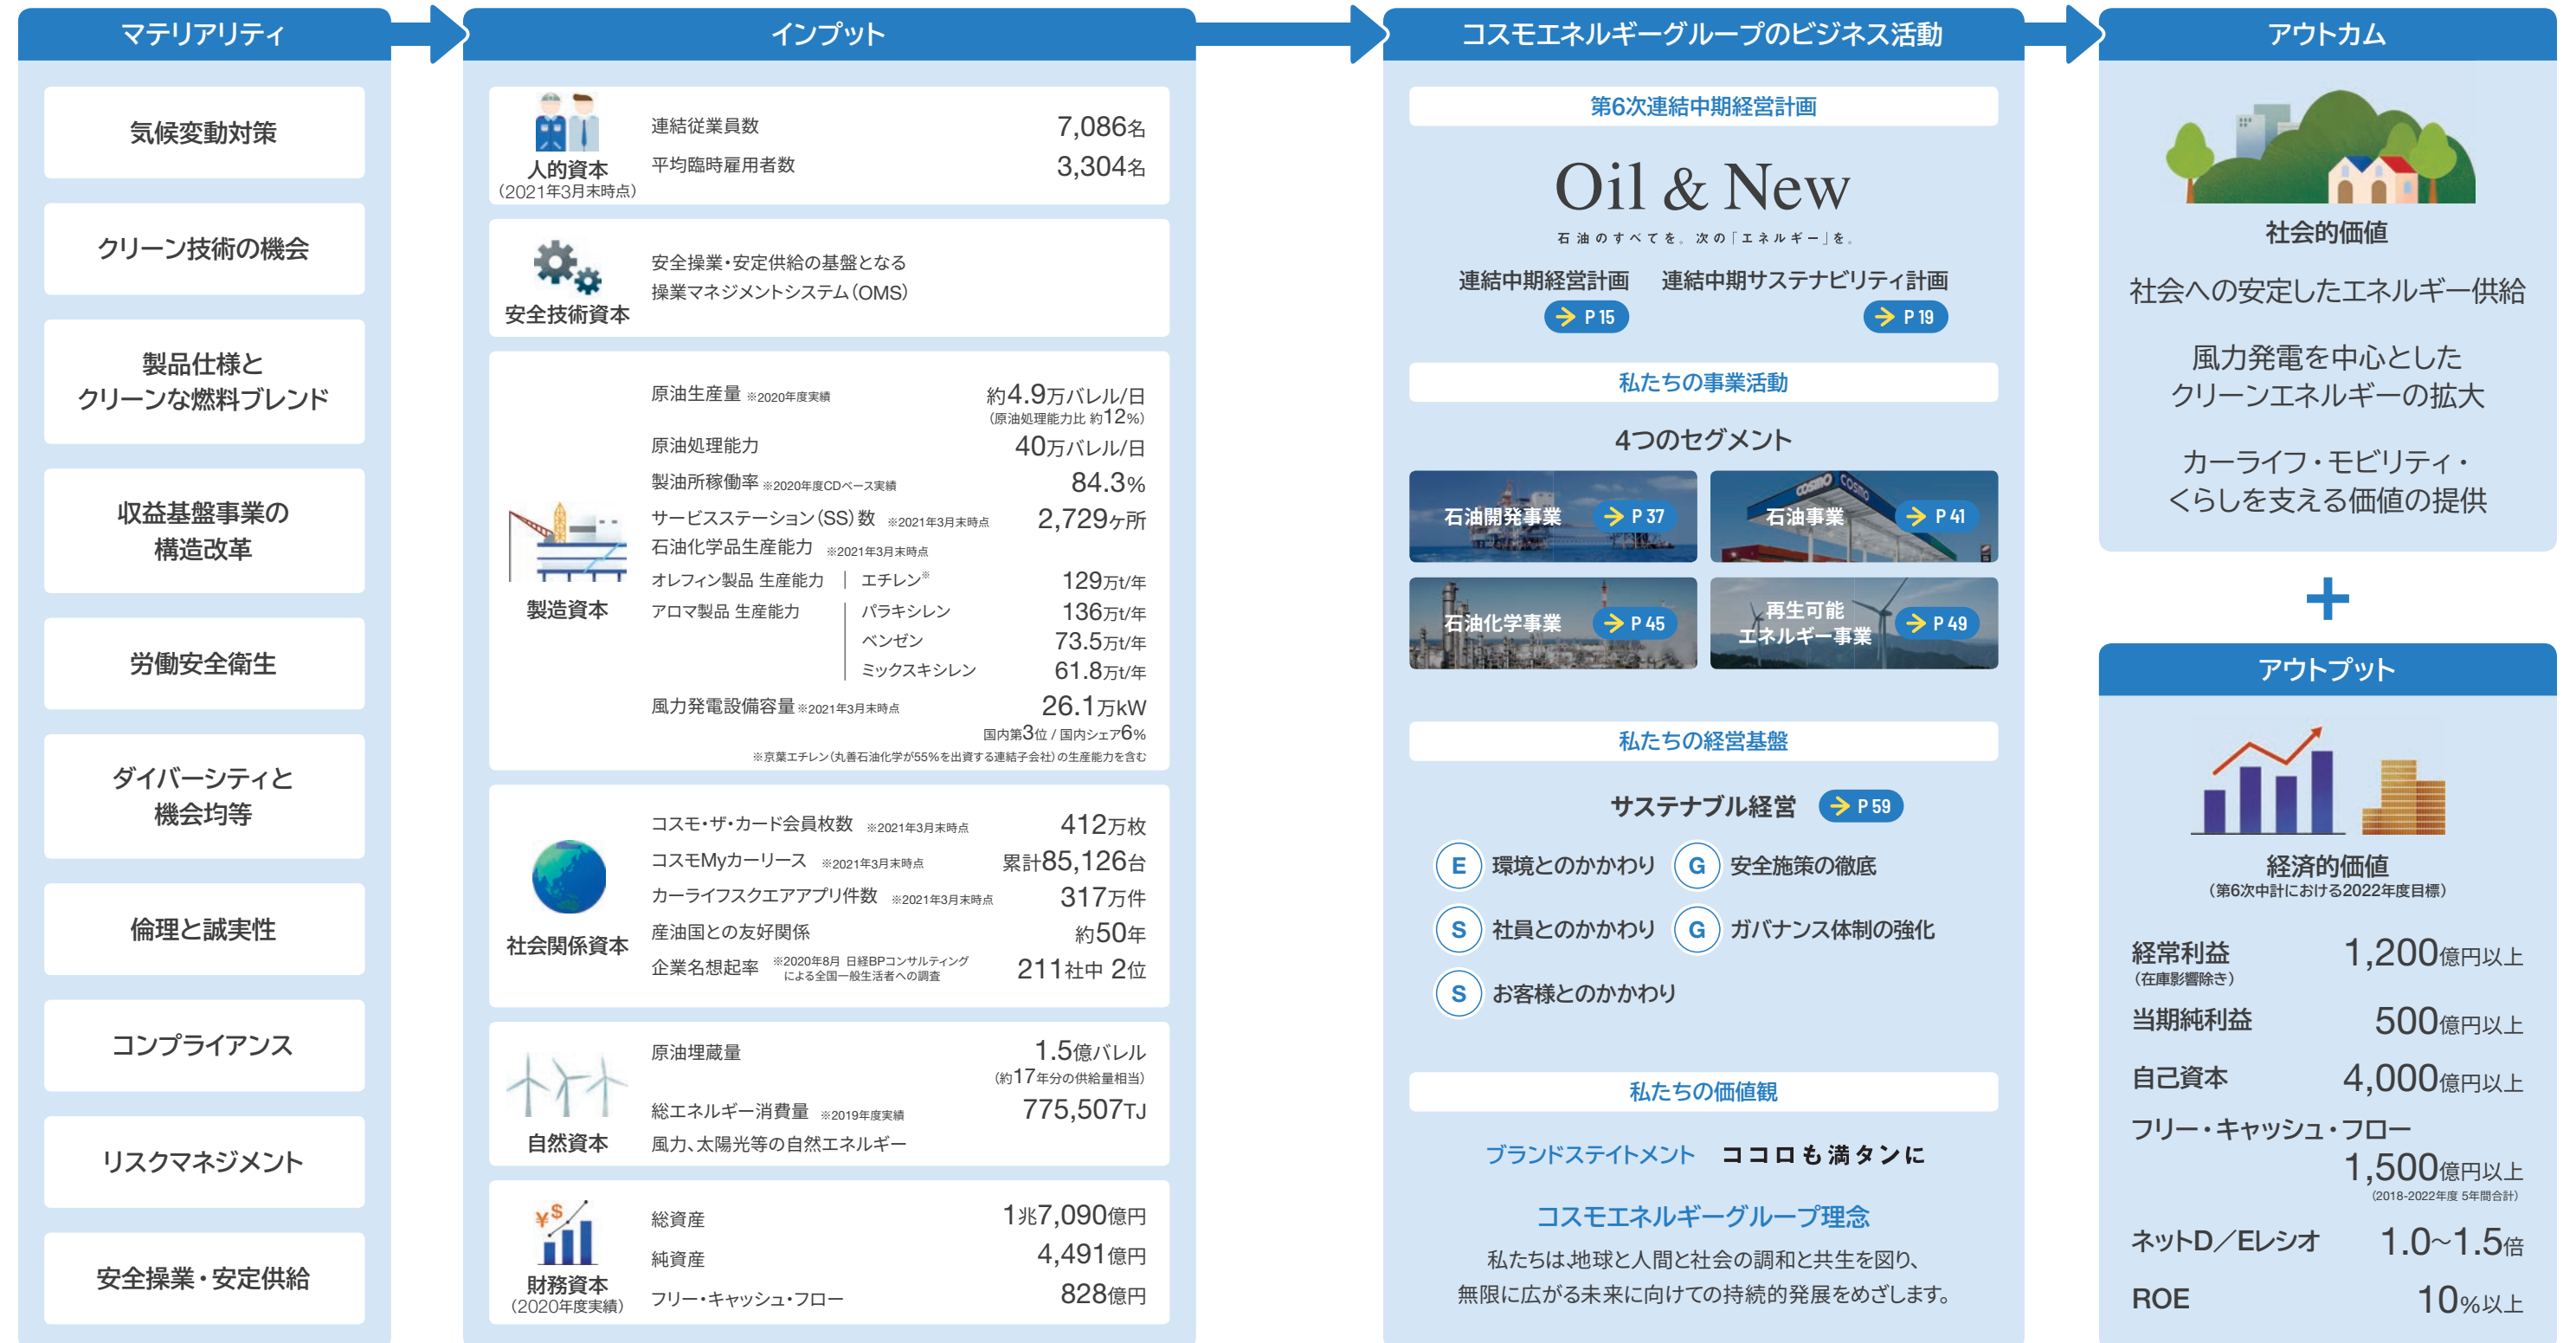 マテリアリティ
気候変動対策
クリーン技術の機会
製品仕様と
クリーンな燃料ブレンド
収益基盤事業の
構造改革
労働安全衛生
ダイバーシティと
機会均等
倫理と誠実性
コンプライアンス
リスクマネジメント
安全操業・安定供給
インプット
人的資本
(2021年3月末時点)
連結従業員数 7,086名
平均臨時雇用者数 3,304名
安全技術資本
安全操業・安定供給の基盤となる
操業マネジメントシステム(OMS)
製造資本
原油生産量 ※2020年度実績 約4.9万バレル/日
(原油処理能力比 約12%)
原油処理能力 40万バレル/日
製油所稼働率 ※2020年度CDベース実績 84.3%
サービスステーション(SS)数 ※2021年3月末時点 2,729ヶ所
石油化学品生産能力 ※2021年3月末時点
オレフィン製品 生産能力 エチレン※ 129万t/年
アロマ製品 生産能力 パラキシレン 136万t/年
ベンゼン 73.5万t/年
ミックスキシレン 61.8万t/年
風力発電設備容量 ※2021年3月末時点 26.1万kW
国内第3位 / 国内シェア6%
※京葉エチレン(丸善石油化学が55%を出資する連結子会社)の生産能力を含む
社会関係資本
コスモ・ザ・カード会員枚数 ※2021年3月末時点 412万枚
コスモMyカーリース ※2021年3月末時点 累計85,126台
カーライフスクエアアプリ件数 ※2021年3月末時点 317万件
産油国との友好関係 約50年
企業名想起率 ※2020年8月 日経BPコンサルティング
による全国一般生活者への調査 211社中 2位
自然資本
原油埋蔵量 1.5億バレル
(約17年分の供給量相当)
総エネルギー消費量 ※2019年度実績 775,507TJ
風力、太陽光等の自然エネルギー
¥$
財務資本
(2020年度実績)
総資産 1兆7,090億円
純資産 4,491億円
フリー・キャッシュ・フロー 828億円
コスモエネルギーグループのビジネス活動
第6次連結中期経営計画
Oil & New
石油のすべてを。次の「エネルギー」を。
連結中期経営計画 連結中期サステナビリティ計画
P 15 P 19
私たちの事業活動
4つのセグメント
石油開発事業 P 37
COSMO COSMO
石油事業 P 41
石油化学事業 P 45
再生可能
エネルギー事業 P 49
私たちの経営基盤
サステナブル経営 P 59
E 環境とのかかわり G 安全施策の徹底
S 社員とのかかわり G ガバナンス体制の強化
S お客様とのかかわり
私たちの価値観
ブランドステイトメント ココロも満タンに
コスモエネルギーグループ理念
私たちは、地球と人間と社会の調和と共生を図り、
無限に広がる未来に向けての持続的発展をめざします。
アウトカム
社会的価値
社会への安定したエネルギー供給
風力発電を中心とした
クリーンエネルギーの拡大
カーライフ・モビリティ・
くらしを支える価値の提供
+
アウトプット
経済的価値
(第6次中計における2022年度目標)
経常利益 1,200億円以上
(在庫影響除き)
当期純利益 500億円以上
自己資本 4,000億円以上
フリー・キャッシュ・フロー
1,500億円以上
(2018-2022年度 5年間合計)
ネットD/Eレシオ 1.0~1.5倍
ROE 10%以上